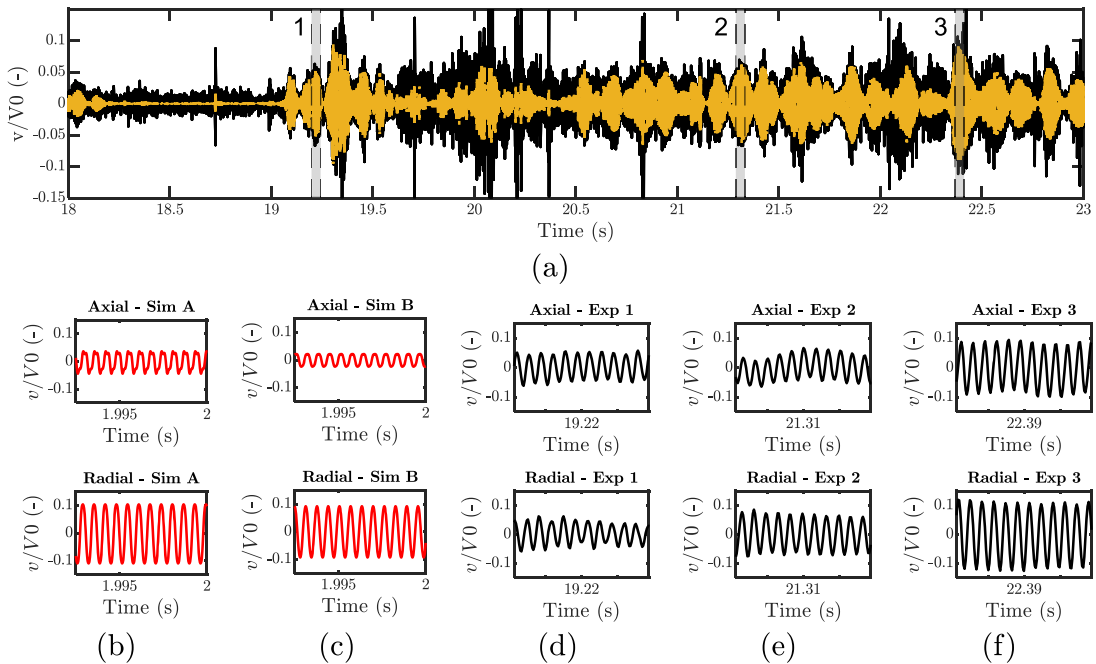 1 2 3
v/V0 (-)
0.1
0.05
0
-0.05
-0.1
-0.15
18 18.5 19 19.5 20 20.5 21 21.5 22 22.5 23
Time (s)
(a)
Axial - Sim A Axial - Sim B Axial - Exp 1 Axial - Exp 2 Axial - Exp 3
v/V0 (-) v/V0 (-) v/V0 (-) v/V0 (-) v/V0 (-)
0.1 0.1 0.1 0.1 0.1
0 0 0 0 0
-0.1 -0.1 -0.1 -0.1 -0.1
1.995 2 1.995 2 19.22 21.31 22.39
Time (s) Time (s) Time (s) Time (s) Time (s)
Radial - Sim A Radial - Sim B Radial - Exp 1 Radial - Exp 2 Radial - Exp 3
v/V0 (-) v/V0 (-) v/V0 (-) v/V0 (-) v/V0 (-)
0.1 0.1 0.1 0.1 0.1
0 0 0 0 0
-0.1 -0.1 -0.1 -0.1 -0.1
1.995 2 1.995 2 19.22 21.31 22.39
Time (s) Time (s) Time (s) Time (s) Time (s)
(b) (c) (d) (e) (f)